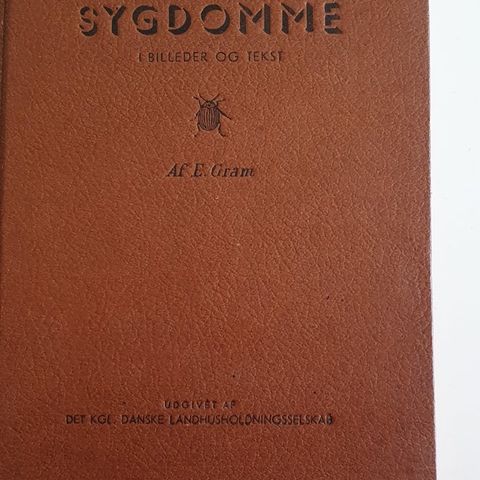 SYGDOMME
I BILLEDER OG TEKST
Af E. Gram
UDGIVET AF
DET KGL. DANSKE LANDHUSHOLDNINGSSELSKAB